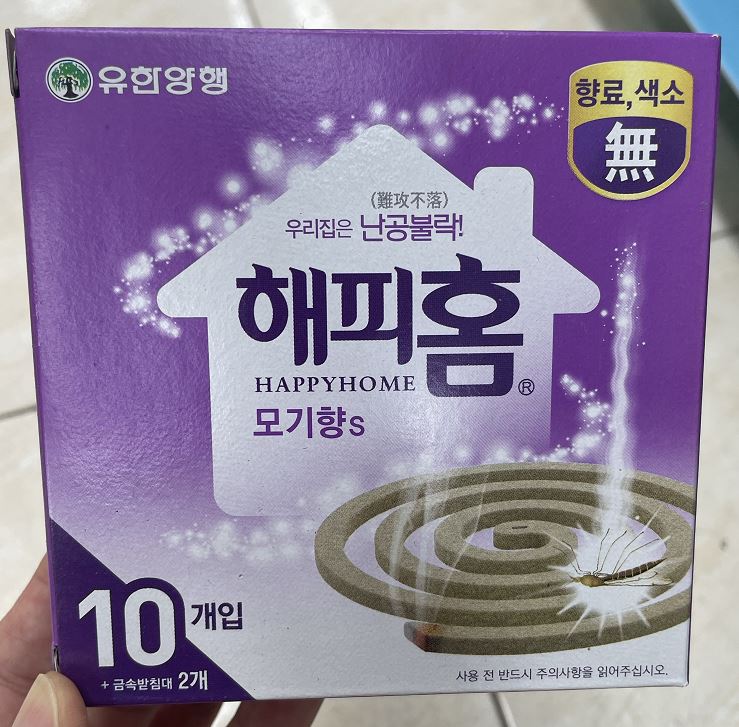 유한양행
향료, 색소
無
(難攻不落)
우리집은 난공불락!
해피홈
HAPPYHOME
®
모기향s
10개입
+ 금속받침대 2개
사용 전 반드시 주의사항을 읽어주십시오.